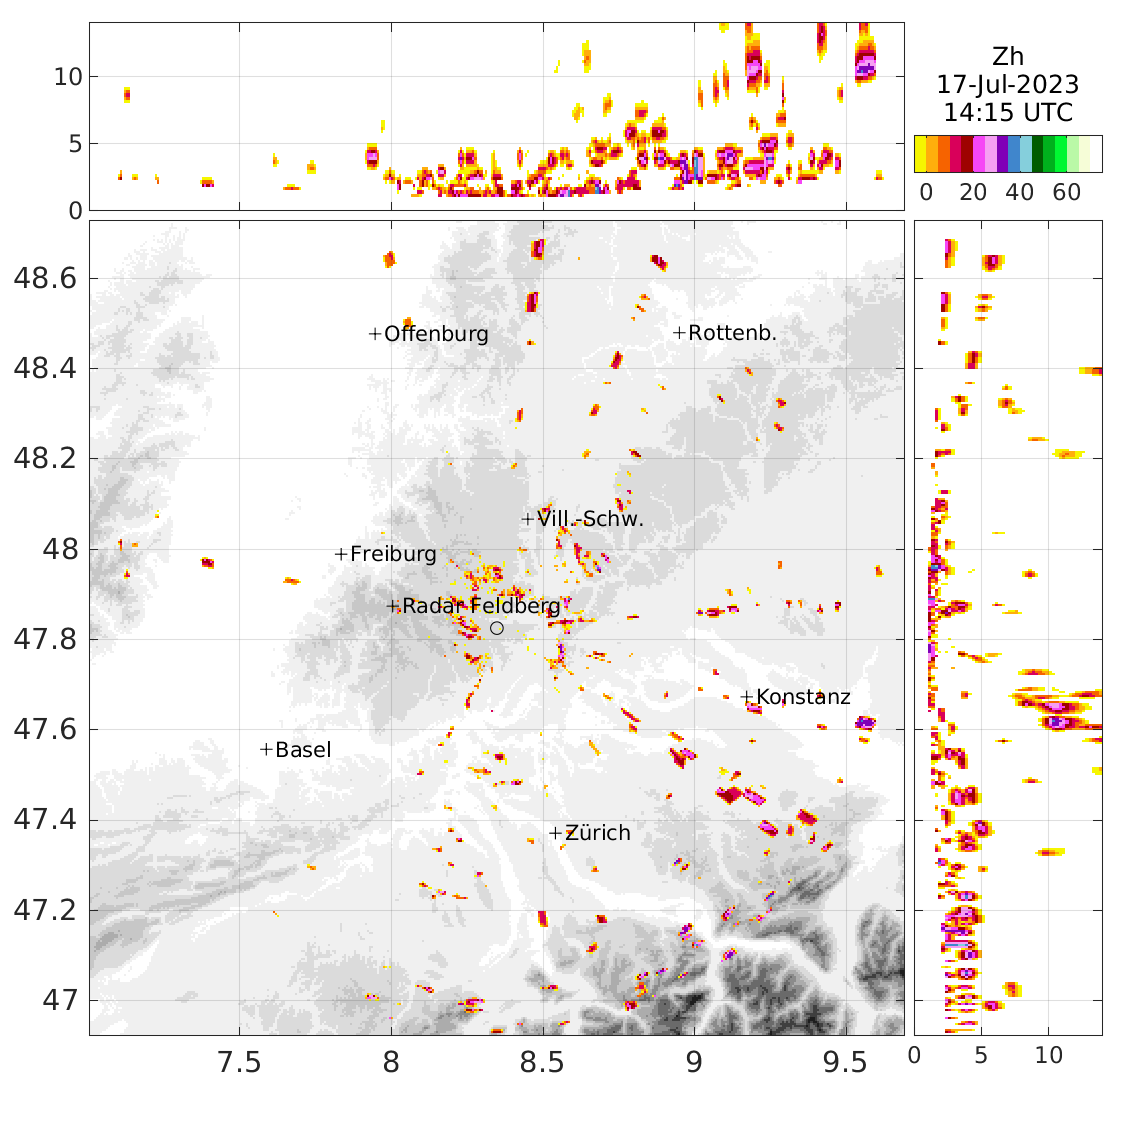 10
5
0
Zh
17-Jul-2023
14:15 UTC
0 20 40 60
48.6
48.4
48.2
48
47.8
47.6
47.4
47.2
47
+Offenburg
+Rottenb.
+Vill.-Schw.
+Freiburg
+Radar Feldberg
+Konstanz
+Basel
+Zürich
7.5 8 8.5 9 9.5
0 5 10